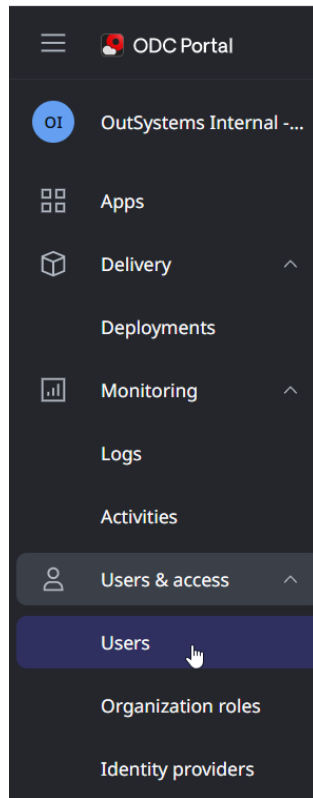 ODC Portal
OI
OutSystems Internal -...
Apps
Delivery
Deployments
Monitoring
Logs
Activities
Users & access
Users
Organization roles
Identity providers